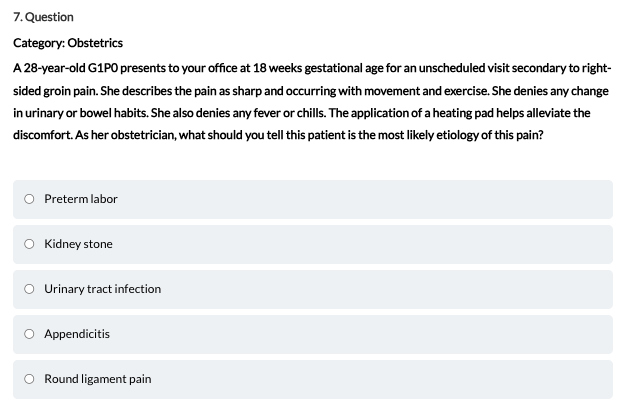 7. Question
Category: Obstetrics
A 28-year-old G1P0 presents to your office at 18 weeks gestational age for an unscheduled visit secondary to right-
sided groin pain. She describes the pain as sharp and occurring with movement and exercise. She denies any change
in urinary or bowel habits. She also denies any fever or chills. The application of a heating pad helps alleviate the
discomfort. As her obstetrician, what should you tell this patient is the most likely etiology of this pain?
Preterm labor
Kidney stone
Urinary tract infection
Appendicitis
Round ligament pain